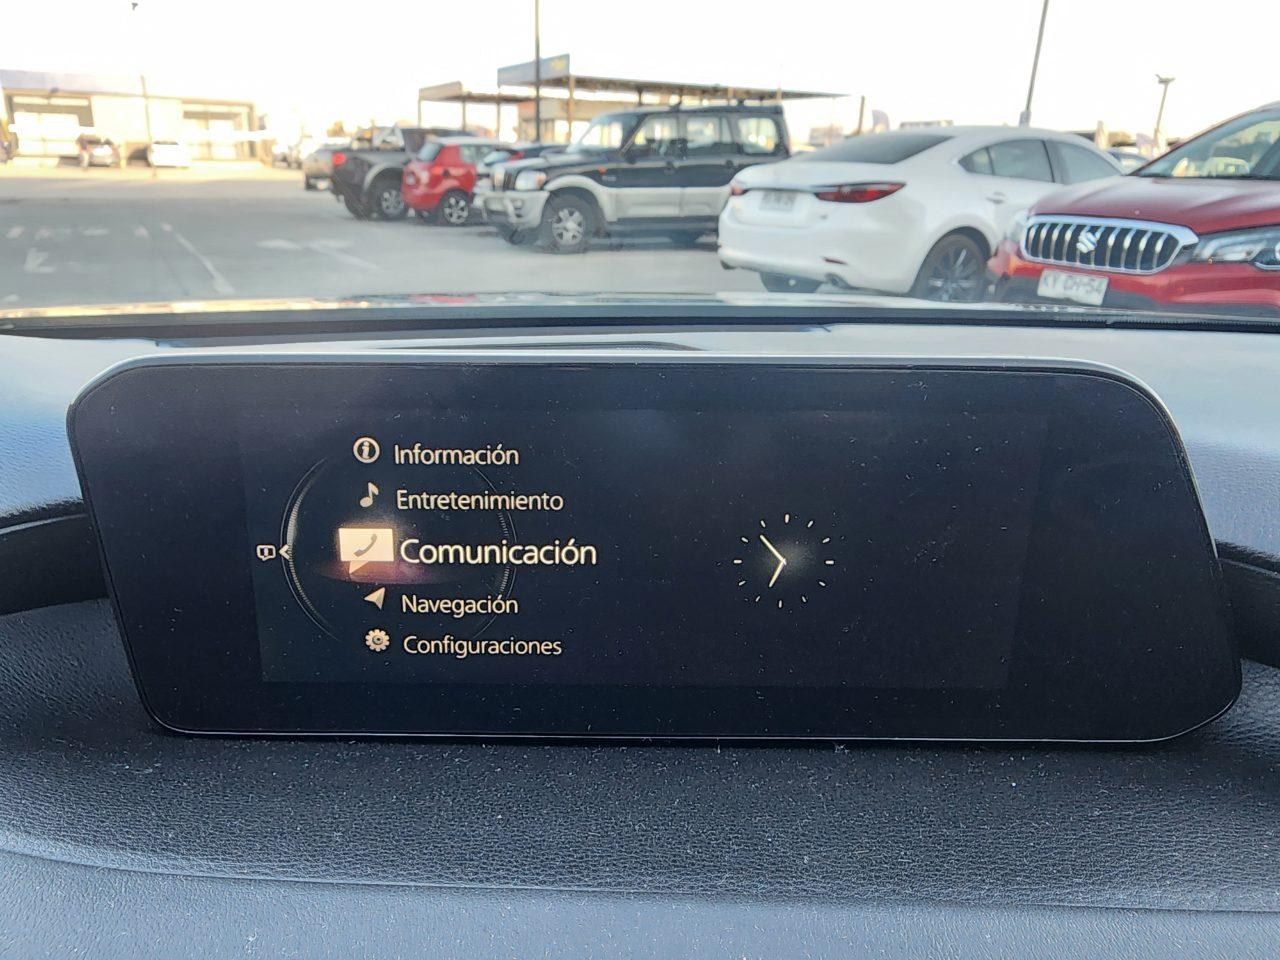 Información
Entretenimiento
Comunicación
Navegación
Configuraciones